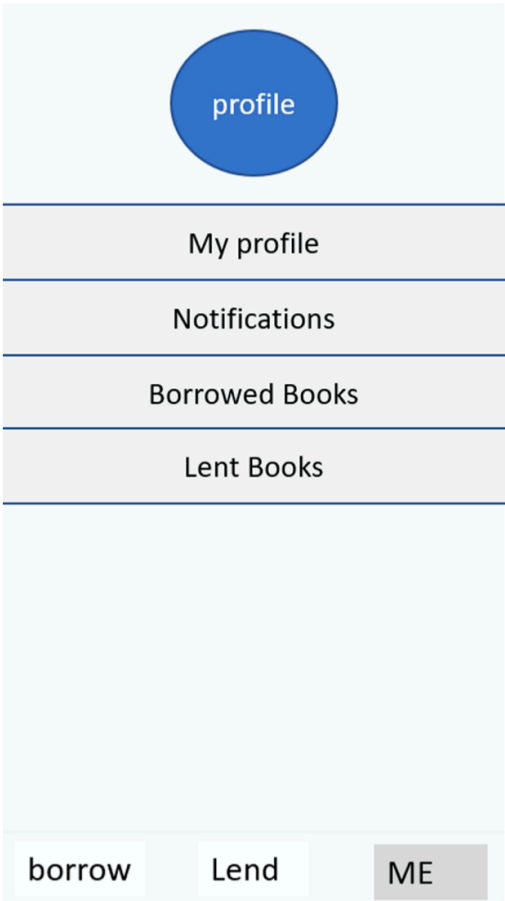 profile
My profile
Notifications
Borrowed Books
Lent Books
borrow
Lend
ME